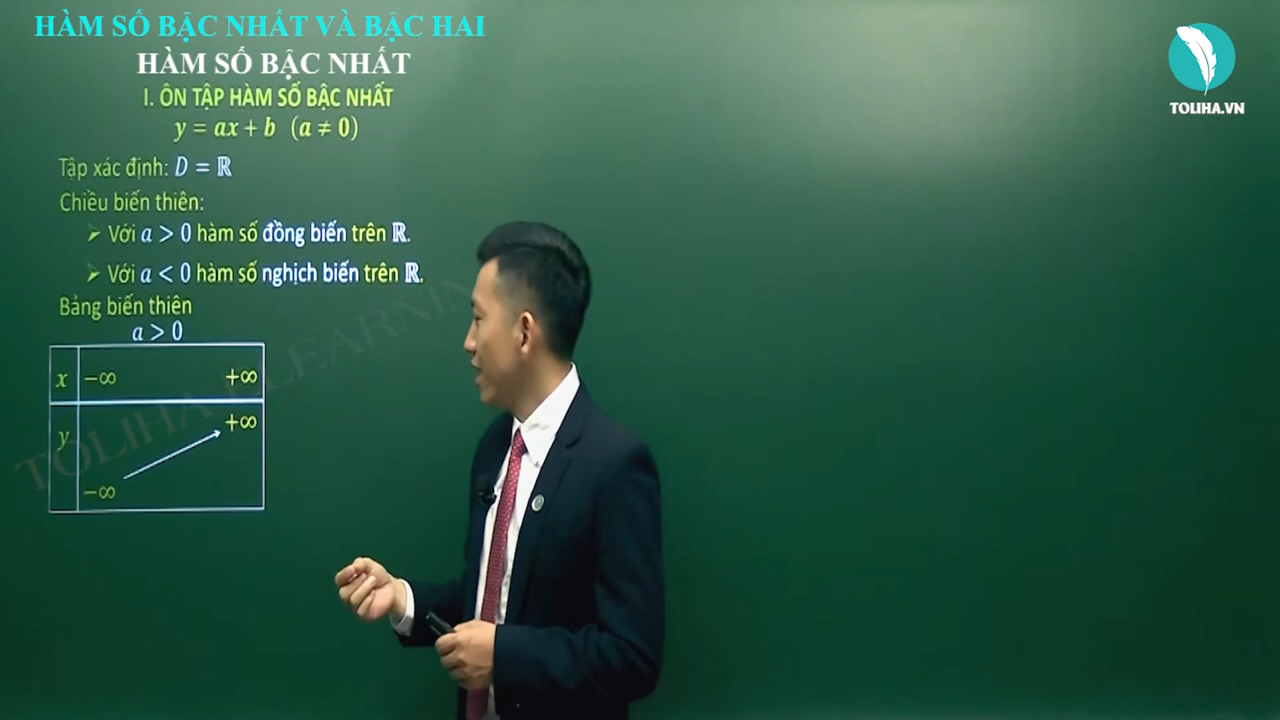 HÀM SỐ BẬC NHẤT VÀ BẬC HAI
HÀM SỐ BẬC NHẤT
I. ÔN TẬP HÀM SỐ BẬC NHẤT
y = ax + b (a ≠ 0)
Tập xác định: D = ℝ
Chiều biến thiên:
➢ Với a > 0 hàm số đồng biến trên ℝ.
➢ Với a < 0 hàm số nghịch biến trên ℝ.
Bảng biến thiên
a > 0
x −∞ +∞
y +∞
−∞
TOLIHA.VN
TOLIHA ELEARNIN